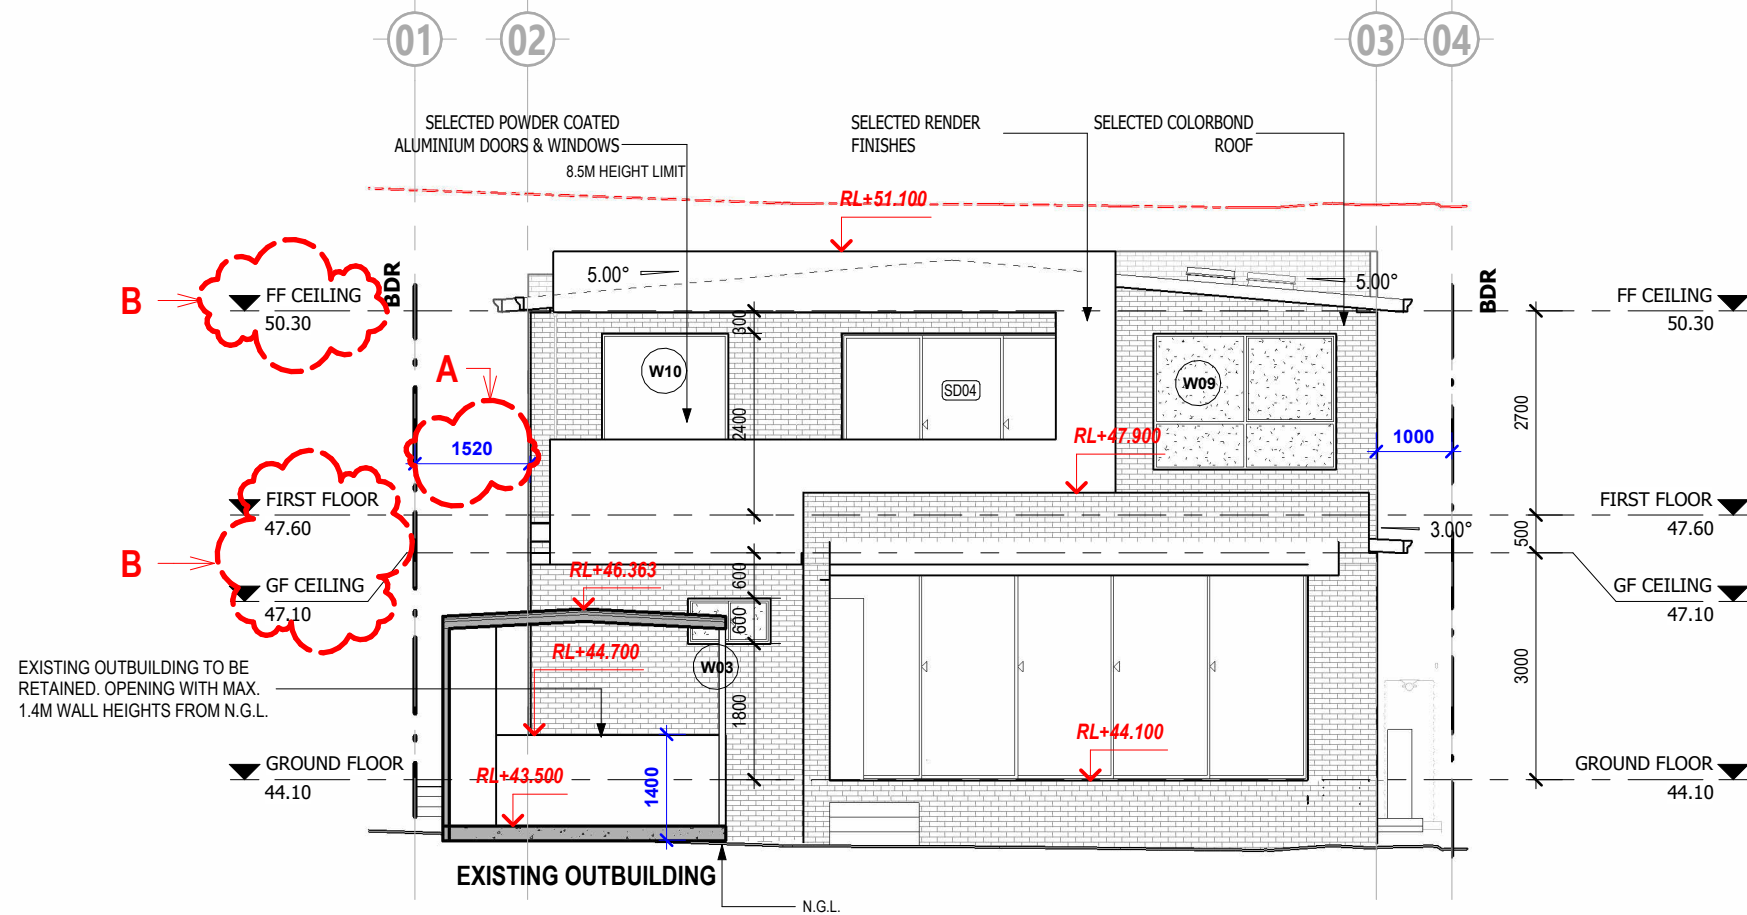 01
02
03
04
SELECTED POWDER COATED
ALUMINIUM DOORS & WINDOWS
8.5M HEIGHT LIMIT
SELECTED RENDER
FINISHES
SELECTED COLORBOND
ROOF
RL+51.100
BDR
BDR
5.00°
5.00°
B
FF CEILING
50.30
FF CEILING
50.30
300
W10
SD04
W09
A
2400
2700
RL+47.900
1520
1000
FIRST FLOOR
47.60
FIRST FLOOR
47.60
3.00°
500
B
GF CEILING
47.10
GF CEILING
47.10
RL+46.363
600
600
RL+44.700
W03
3000
EXISTING OUTBUILDING TO BE
RETAINED. OPENING WITH MAX.
1.4M WALL HEIGHTS FROM N.G.L.
1800
RL+44.100
GROUND FLOOR
44.10
GROUND FLOOR
44.10
RL+43.500
1400
EXISTING OUTBUILDING
N.G.L.